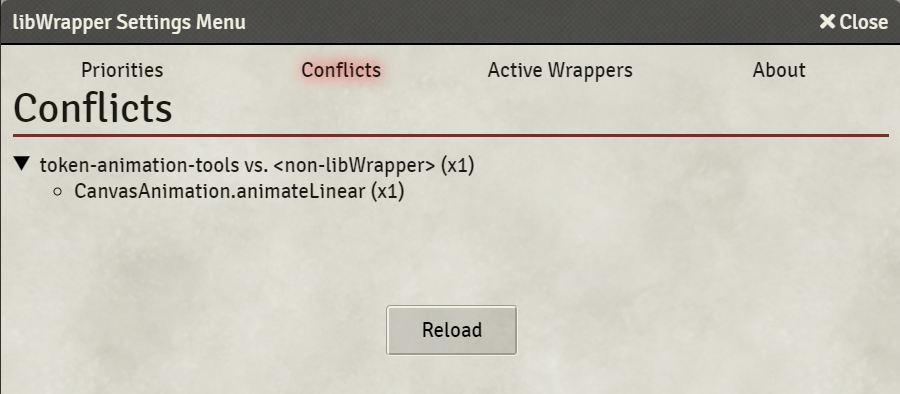 libWrapper Settings Menu
Close
Priorities
Conflicts
Active Wrappers
About
Conflicts
token-animation-tools vs. <non-libWrapper> (x1)
CanvasAnimation.animateLinear (x1)
Reload